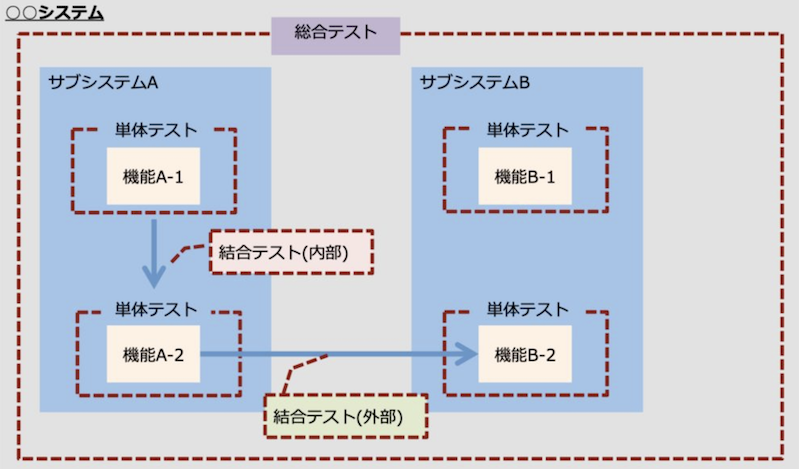 ○○システム
総合テスト
サブシステムA
サブシステムB
単体テスト
単体テスト
機能A-1
機能B-1
結合テスト(内部)
単体テスト
単体テスト
機能A-2
機能B-2
結合テスト(外部)